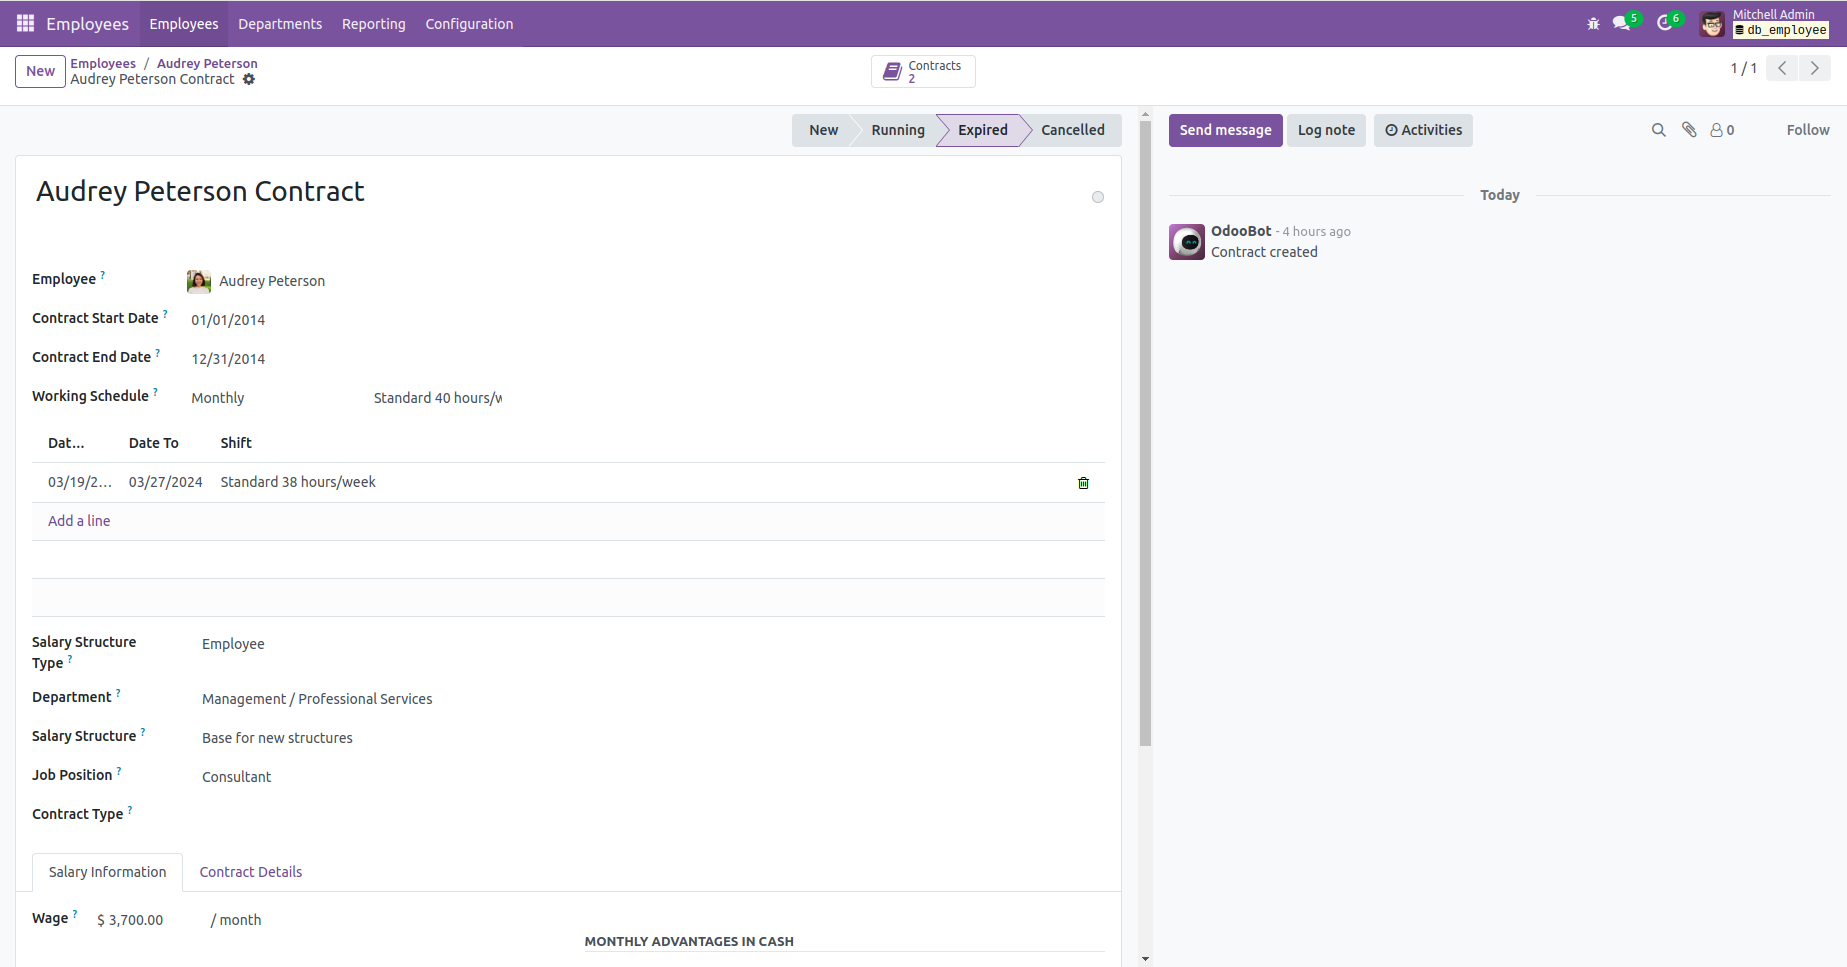 Employees Employees Departments Reporting Configuration 5 6 Mitchell Admin
db_employee
New Employees / Audrey Peterson
Audrey Peterson Contract
Contracts
2
1 / 1
New Running Expired Cancelled
Send message Log note Activities 0 Follow
Audrey Peterson Contract
Today
OdooBot - 4 hours ago
Contract created
Employee ? Audrey Peterson
Contract Start Date ? 01/01/2014
Contract End Date ? 12/31/2014
Working Schedule ? Monthly Standard 40 hours/w
Dat... Date To Shift
03/19/2... 03/27/2024 Standard 38 hours/week
Add a line
Salary Structure
Type ? Employee
Department ? Management / Professional Services
Salary Structure ? Base for new structures
Job Position ? Consultant
Contract Type ?
Salary Information Contract Details
Wage ? $ 3,700.00 / month
MONTHLY ADVANTAGES IN CASH